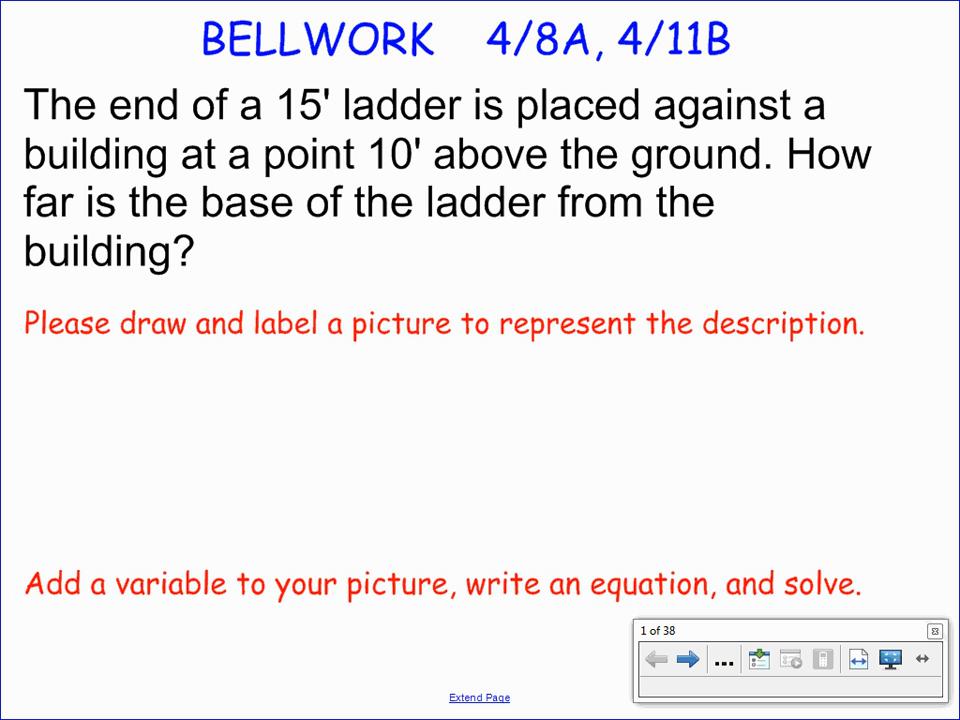 BELLWORK 4/8A, 4/11B
The end of a 15' ladder is placed against a
building at a point 10' above the ground. How
far is the base of the ladder from the
building?
Please draw and label a picture to represent the description.
Add a variable to your picture, write an equation, and solve.
1 of 38
...
Extend Page